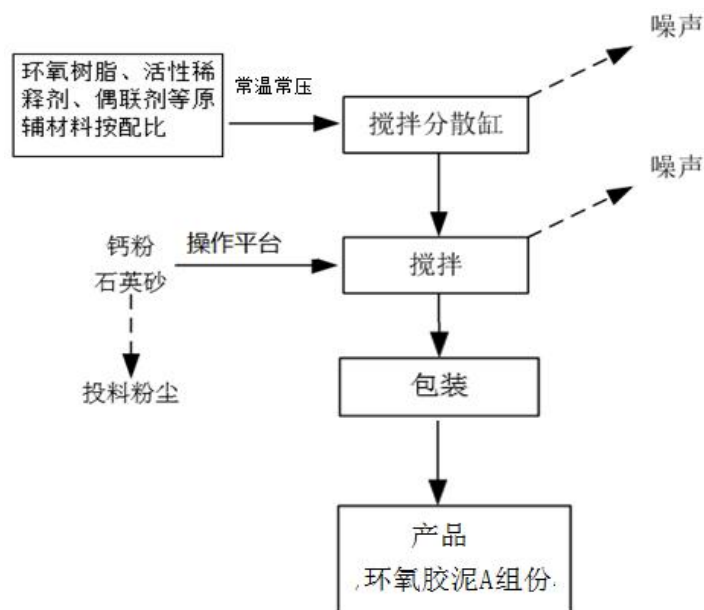 噪声
环氧树脂、活性稀
释剂、偶联剂等原
辅材料按配比
常温常压
搅拌分散缸
噪声
钙粉
石英砂
操作平台
搅拌
投料粉尘
包装
产品
环氧胶泥A组份